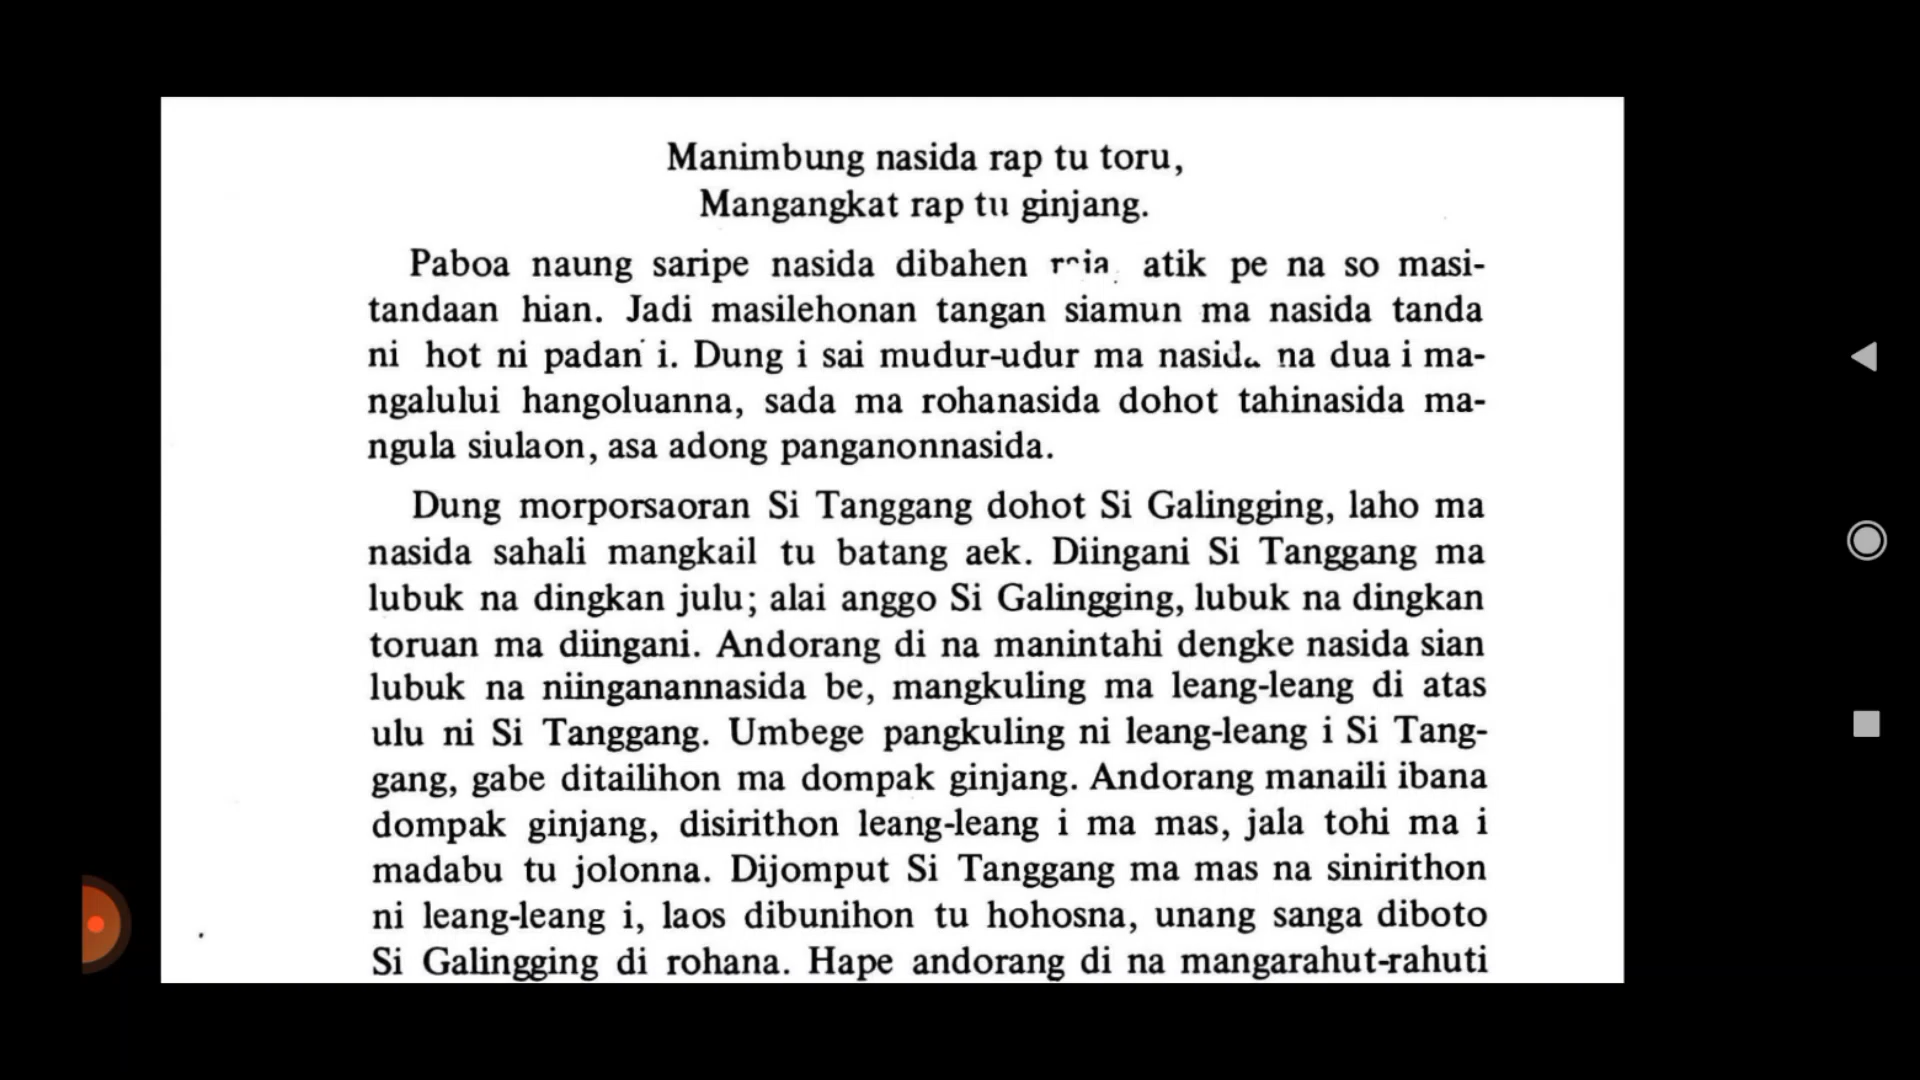 Manimbung nasida rap tu toru,
Mangangkat rap tu ginjang.
Paboa naung saripe nasida dibahen atik pe na so masi-
tandaan hian. Jadi masilehonan tangan siamun ma nasida tanda
ni hot ni padan i. Dung i sai mudur-udur ma nasida na dua i ma-
ngalului hangoluanna, sada ma rohanasida dohot tahinasida ma-
ngula siulaon, asa adong panganonnasida.
Dung morporsaoran Si Tanggang dohot Si Galingging, laho ma
nasida sahali mangkail tu batang aek. Diingani Si Tanggang ma
lubuk na dingkan julu; alai anggo Si Galingging, lubuk na dingkan
toruan ma diingani. Andorang di na manintahi dengke nasida sian
lubuk na niinganannasida be, mangkuling ma leang-leang di atas
ulu ni Si Tanggang. Umbege pangkuling ni leang-leang i Si Tang-
gang, gabe ditailihon ma dompak ginjang. Andorang manaili ibana
dompak ginjang, disirithon leang-leang i ma mas, jala tohi ma i
madabu tu jolonna. Dijomput Si Tanggang ma mas na sinirithon
ni leang-leang i, laos dibunihon tu hohosna, unang sanga diboto
Si Galingging di rohana. Hape andorang di na mangarahut-rahuti